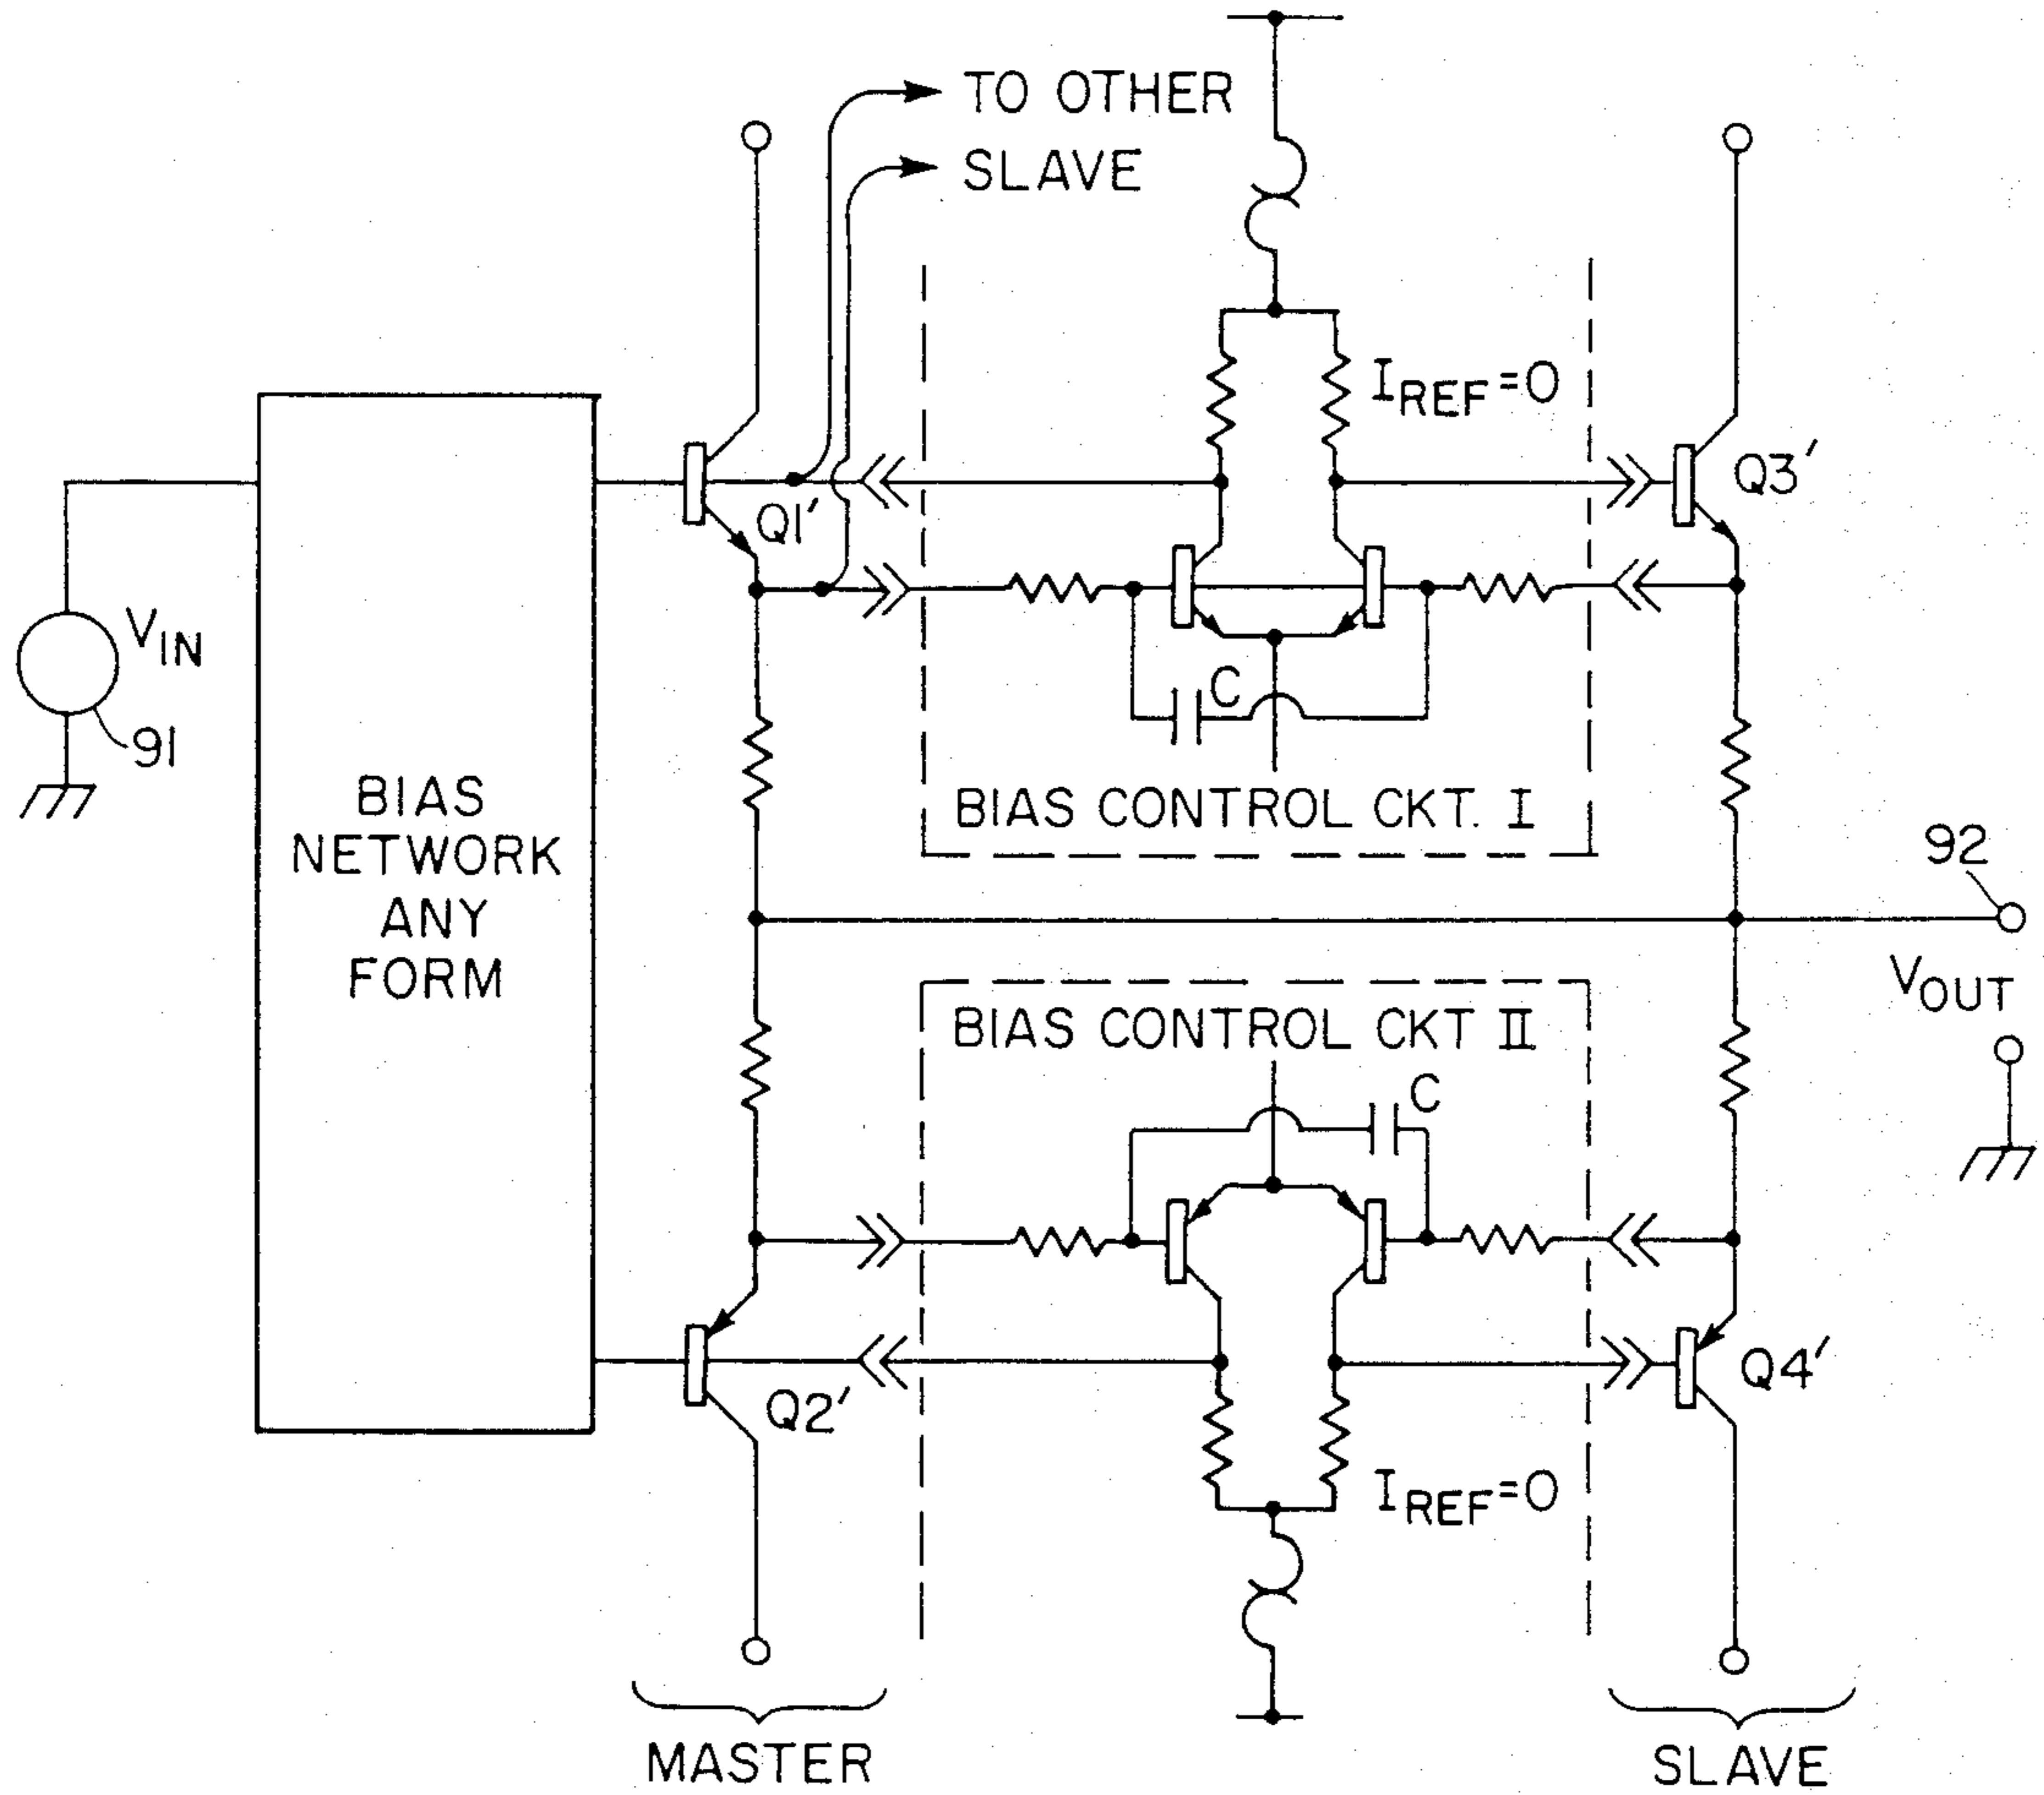 TO OTHER
SLAVE
I_REF=0
Q3'
Q1'
V_IN
91
C
BIAS
NETWORK
ANY
FORM
BIAS CONTROL CKT. I
92
V_OUT
BIAS CONTROL CKT II
C
Q2'
Q4'
I_REF=0
MASTER
SLAVE